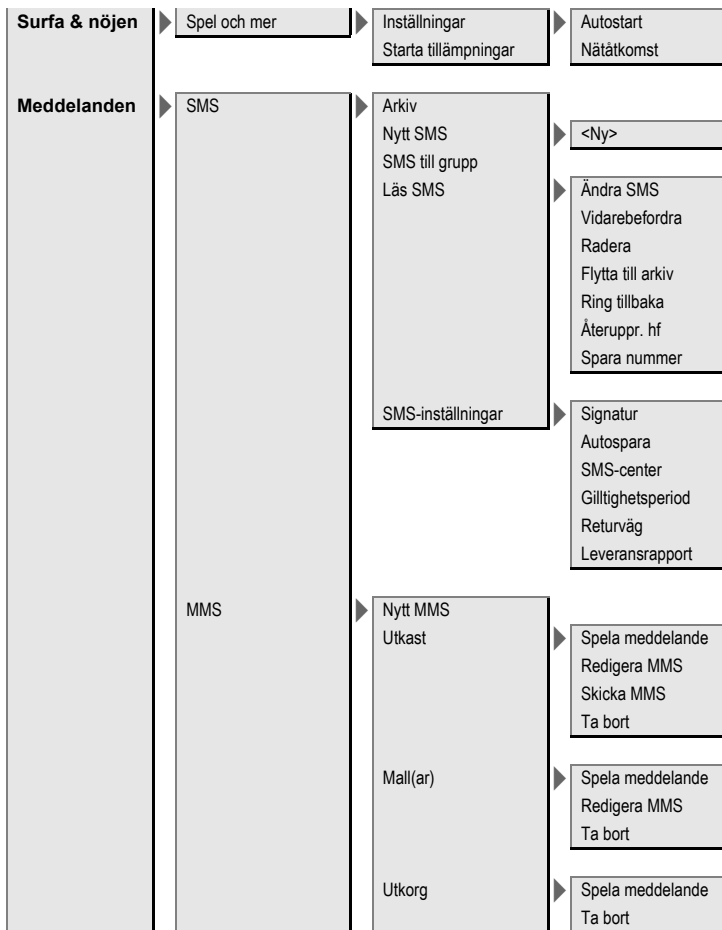 Surfa & nöjen Spel och mer Inställningar Autostart
Starta tillämpningar Nätåtkomst
Meddelanden SMS Arkiv
Nytt SMS <Ny>
SMS till grupp
Läs SMS Ändra SMS
Vidarebefordra
Radera
Flytta till arkiv
Ring tillbaka
Återuppr. hf
Spara nummer
SMS-inställningar Signatur
Autospara
SMS-center
Gilltighetsperiod
Returväg
Leveransrapport
MMS Nytt MMS
Utkast Spela meddelande
Redigera MMS
Skicka MMS
Ta bort
Mall(ar) Spela meddelande
Redigera MMS
Ta bort
Utkorg Spela meddelande
Ta bort